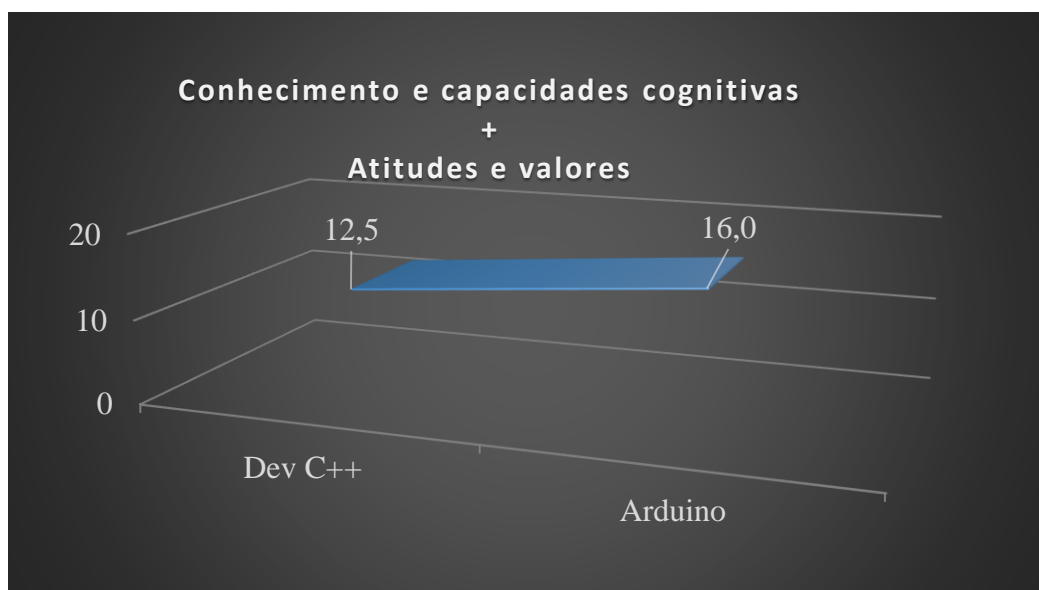 Conhecimento e capacidades cognitivas
+
Atitudes e valores
20
12,5
16,0
10
0
Dev C++
Arduino